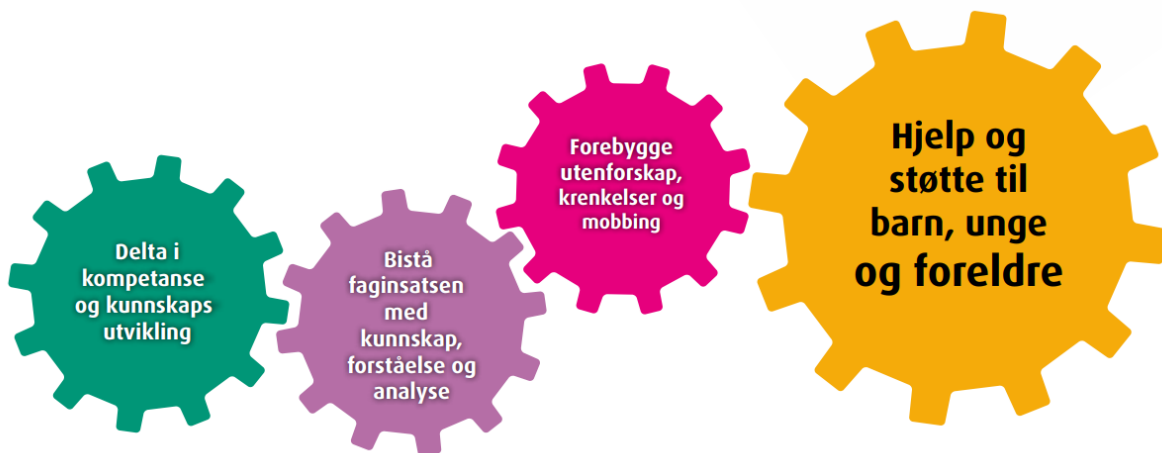 Delta i
kompetanse
og kunnskaps
utvikling
Bistå
faginsatsen
med
kunnskap,
forståelse og
analyse
Forebygge
utenforskap,
krenkelser og
mobbing
Hjelp og
støtte til
barn, unge
og foreldre